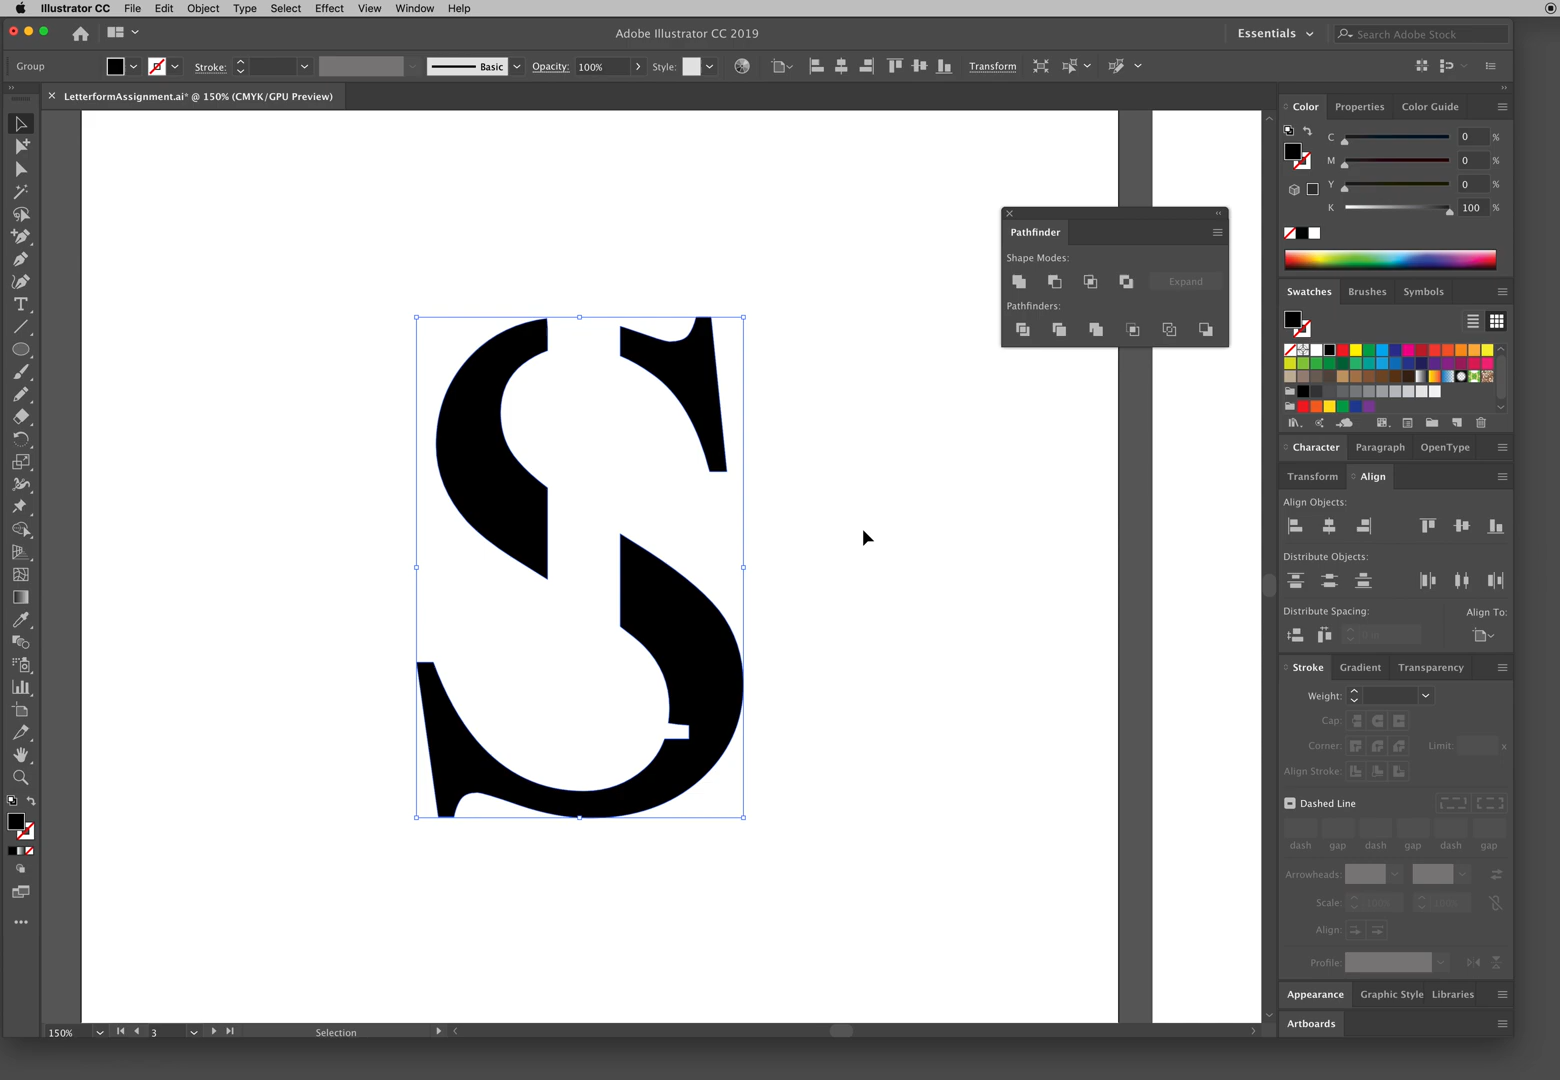 Illustrator CC File Edit Object Type Select Effect View Window Help
Adobe Illustrator CC 2019
Essentials
Search Adobe Stock
Group
Stroke:
Basic
Opacity: 100%
Style:
Transform
LetterformAssignment.ai* @ 150% (CMYK/GPU Preview)
Color Properties Color Guide
C 0 %
M 0 %
Y 0 %
K 100 %
Pathfinder
Shape Modes:
Expand
Pathfinders:
S
Swatches Brushes Symbols
Character Paragraph OpenType
Transform Align
Align Objects:
Distribute Objects:
Distribute Spacing: Align To:
0 in
Stroke Gradient Transparency
Weight:
Cap:
Corner: Limit: x
Align Stroke:
Dashed Line
dash gap dash gap dash gap
Arrowheads:
Scale: 100% 100%
Align:
Profile:
Appearance Graphic Style Libraries
Artboards
150% 3 Selection